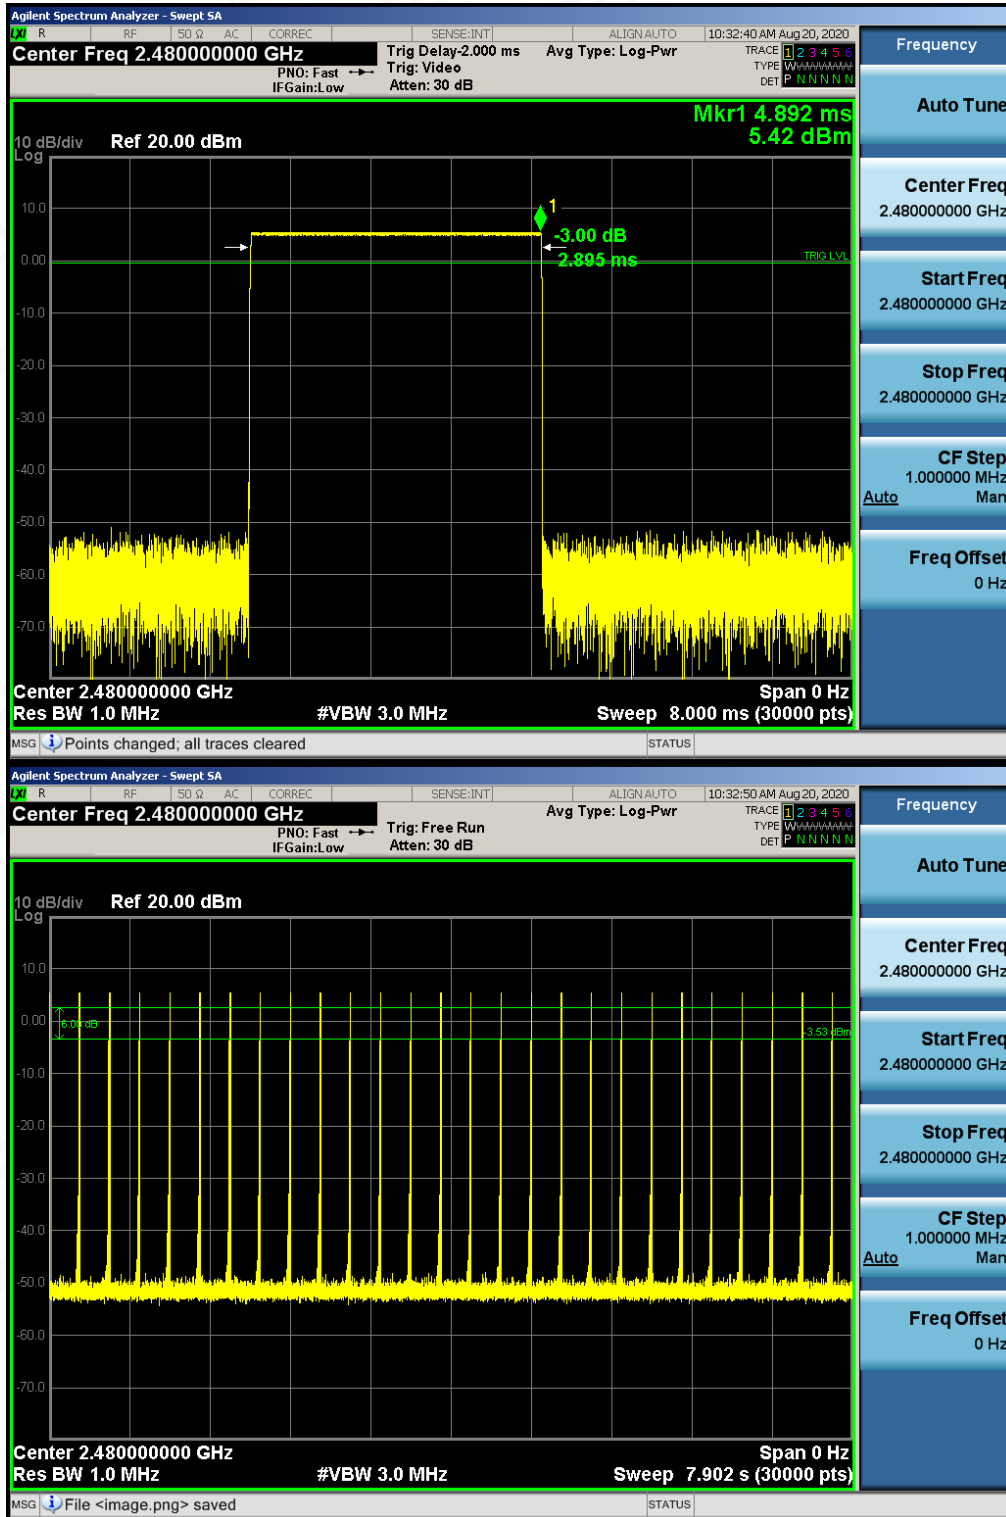 Agilent Spectrum Analyzer - Swept SA
LXI R RF 50 Ω AC CORREC SENSE:INT ALIGN AUTO 10:32:40 AM Aug 20, 2020
Center Freq 2.480000000 GHz
Trig Delay-2.000 ms Avg Type: Log-Pwr TRACE 1 2 3 4 5 6
PNO: Fast Trig: Video TYPE WWWWWW
IFGain:Low Atten: 30 dB DET P N N N N N
Mkr1 4.892 ms
5.42 dBm
10 dB/div Ref 20.00 dBm
Log
10.0
1
-3.00 dB
0.00
2.895 ms
TRIG LVL
-10.0
-20.0
-30.0
-40.0
-50.0
-60.0
-70.0
Center 2.480000000 GHz Span 0 Hz
Res BW 1.0 MHz #VBW 3.0 MHz Sweep 8.000 ms (30000 pts)
MSG Points changed; all traces cleared STATUS
Frequency
Auto Tune
Center Freq
2.480000000 GHz
Start Freq
2.480000000 GHz
Stop Freq
2.480000000 GHz
CF Step
1.000000 MHz
Auto Man
Freq Offset
0 Hz
Agilent Spectrum Analyzer - Swept SA
LXI R RF 50 Ω AC CORREC SENSE:INT ALIGN AUTO 10:32:50 AM Aug 20, 2020
Center Freq 2.480000000 GHz
Avg Type: Log-Pwr TRACE 1 2 3 4 5 6
PNO: Fast Trig: Free Run TYPE WWWWWW
IFGain:Low Atten: 30 dB DET P N N N N N
10 dB/div Ref 20.00 dBm
Log
10.0
0.00
6.00 dB
-3.53 dBm
-10.0
-20.0
-30.0
-40.0
-50.0
-60.0
-70.0
Center 2.480000000 GHz Span 0 Hz
Res BW 1.0 MHz #VBW 3.0 MHz Sweep 7.902 s (30000 pts)
MSG File <image.png> saved STATUS
Frequency
Auto Tune
Center Freq
2.480000000 GHz
Start Freq
2.480000000 GHz
Stop Freq
2.480000000 GHz
CF Step
1.000000 MHz
Auto Man
Freq Offset
0 Hz